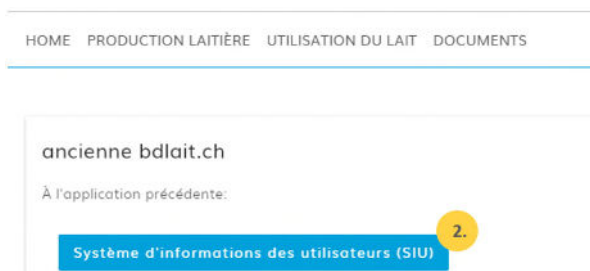 HOME PRODUCTION LAITIÈRE UTILISATION DU LAIT DOCUMENTS
ancienne bdlait.ch
À l'application précédente:
2.
Système d'informations des utilisateurs (SIU)